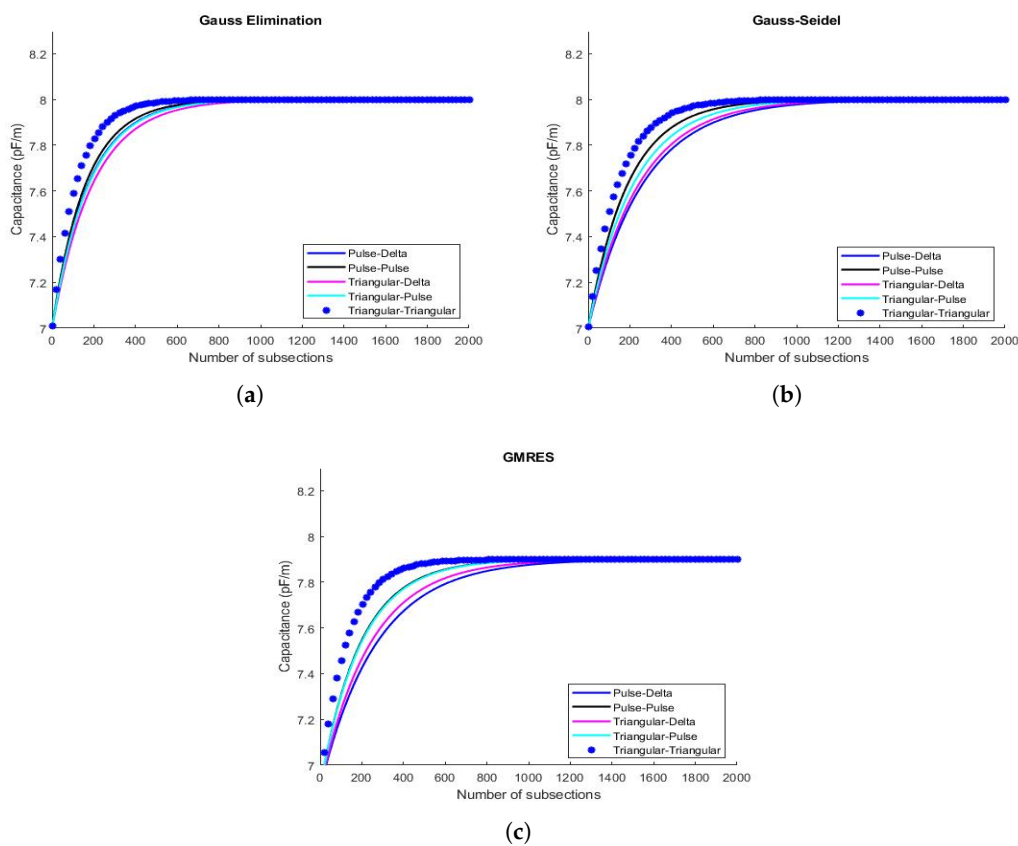 Gauss Elimination
8.2
8
7.8
7.6
7.4
7.2
7
Capacitance (pF/m)
Pulse-Delta
Pulse-Pulse
Triangular-Delta
Triangular-Pulse
Triangular-Triangular
0 200 400 600 800 1000 1200 1400 1600 1800 2000
Number of subsections
(a)
Gauss-Seidel
8.2
8
7.8
7.6
7.4
7.2
7
Capacitance (pF/m)
Pulse-Delta
Pulse-Pulse
Triangular-Delta
Triangular-Pulse
Triangular-Triangular
0 200 400 600 800 1000 1200 1400 1600 1800 2000
Number of subsections
(b)
GMRES
8.2
8
7.8
7.6
7.4
7.2
7
Capacitance (pF/m)
Pulse-Delta
Pulse-Pulse
Triangular-Delta
Triangular-Pulse
Triangular-Triangular
0 200 400 600 800 1000 1200 1400 1600 1800 2000
Number of subsections
(c)